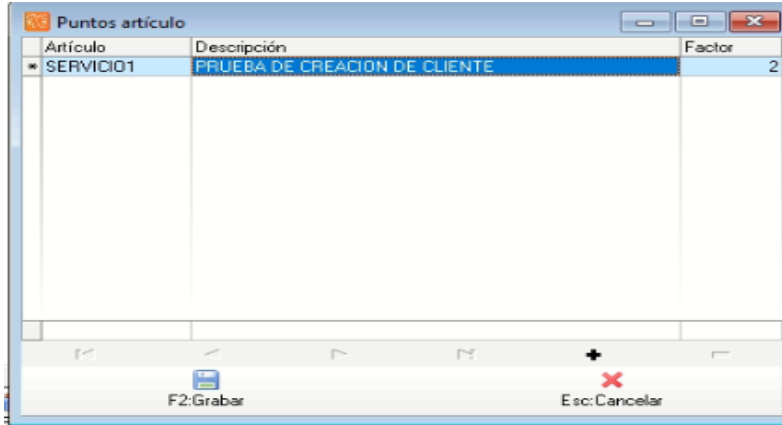 Puntos artículo
Artículo Descripción Factor
* SERVICIO1 PRUEBA DE CREACION DE CLIENTE 2
F2:Grabar Esc:Cancelar